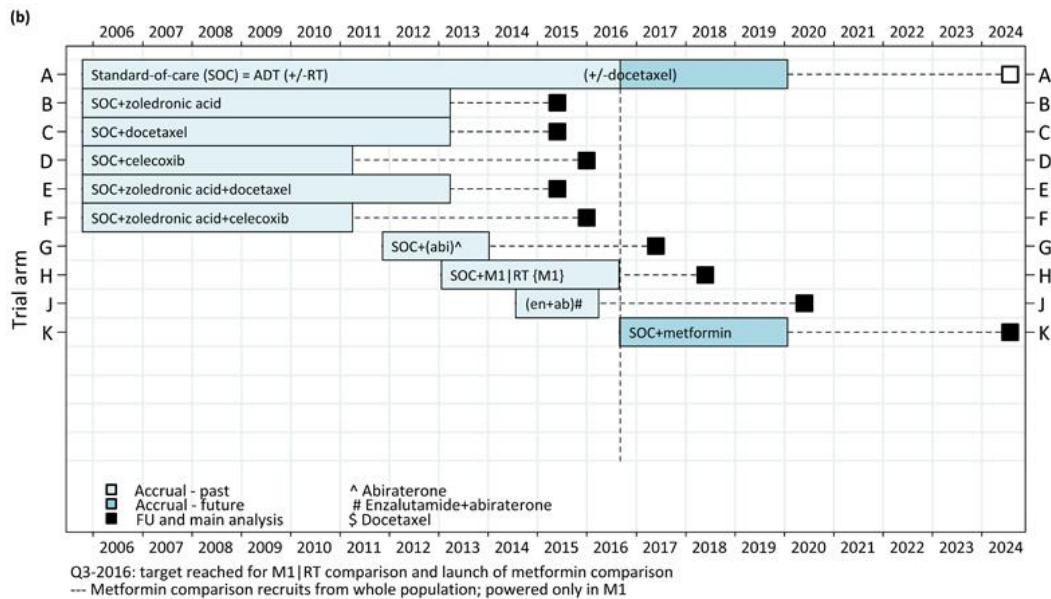 (b)
2006 2007 2008 2009 2010 2011 2012 2013 2014 2015 2016 2017 2018 2019 2020 2021 2022 2023 2024
A Standard-of-care (SOC) = ADT (+/-RT) (+/-docetaxel) A
B SOC+zoledronic acid B
C SOC+docetaxel C
D SOC+celecoxib D
E SOC+zoledronic acid+docetaxel E
F SOC+zoledronic acid+celecoxib F
G SOC+(abi)^ G
H SOC+M1|RT {M1} H
J (en+ab)# J
K SOC+metformin K
Trial arm
Accrual - past ^ Abiraterone
Accrual - future # Enzalutamide+abiraterone
FU and main analysis $ Docetaxel
2006 2007 2008 2009 2010 2011 2012 2013 2014 2015 2016 2017 2018 2019 2020 2021 2022 2023 2024
Q3-2016: target reached for M1|RT comparison and launch of metformin comparison
--- Metformin comparison recruits from whole population; powered only in M1